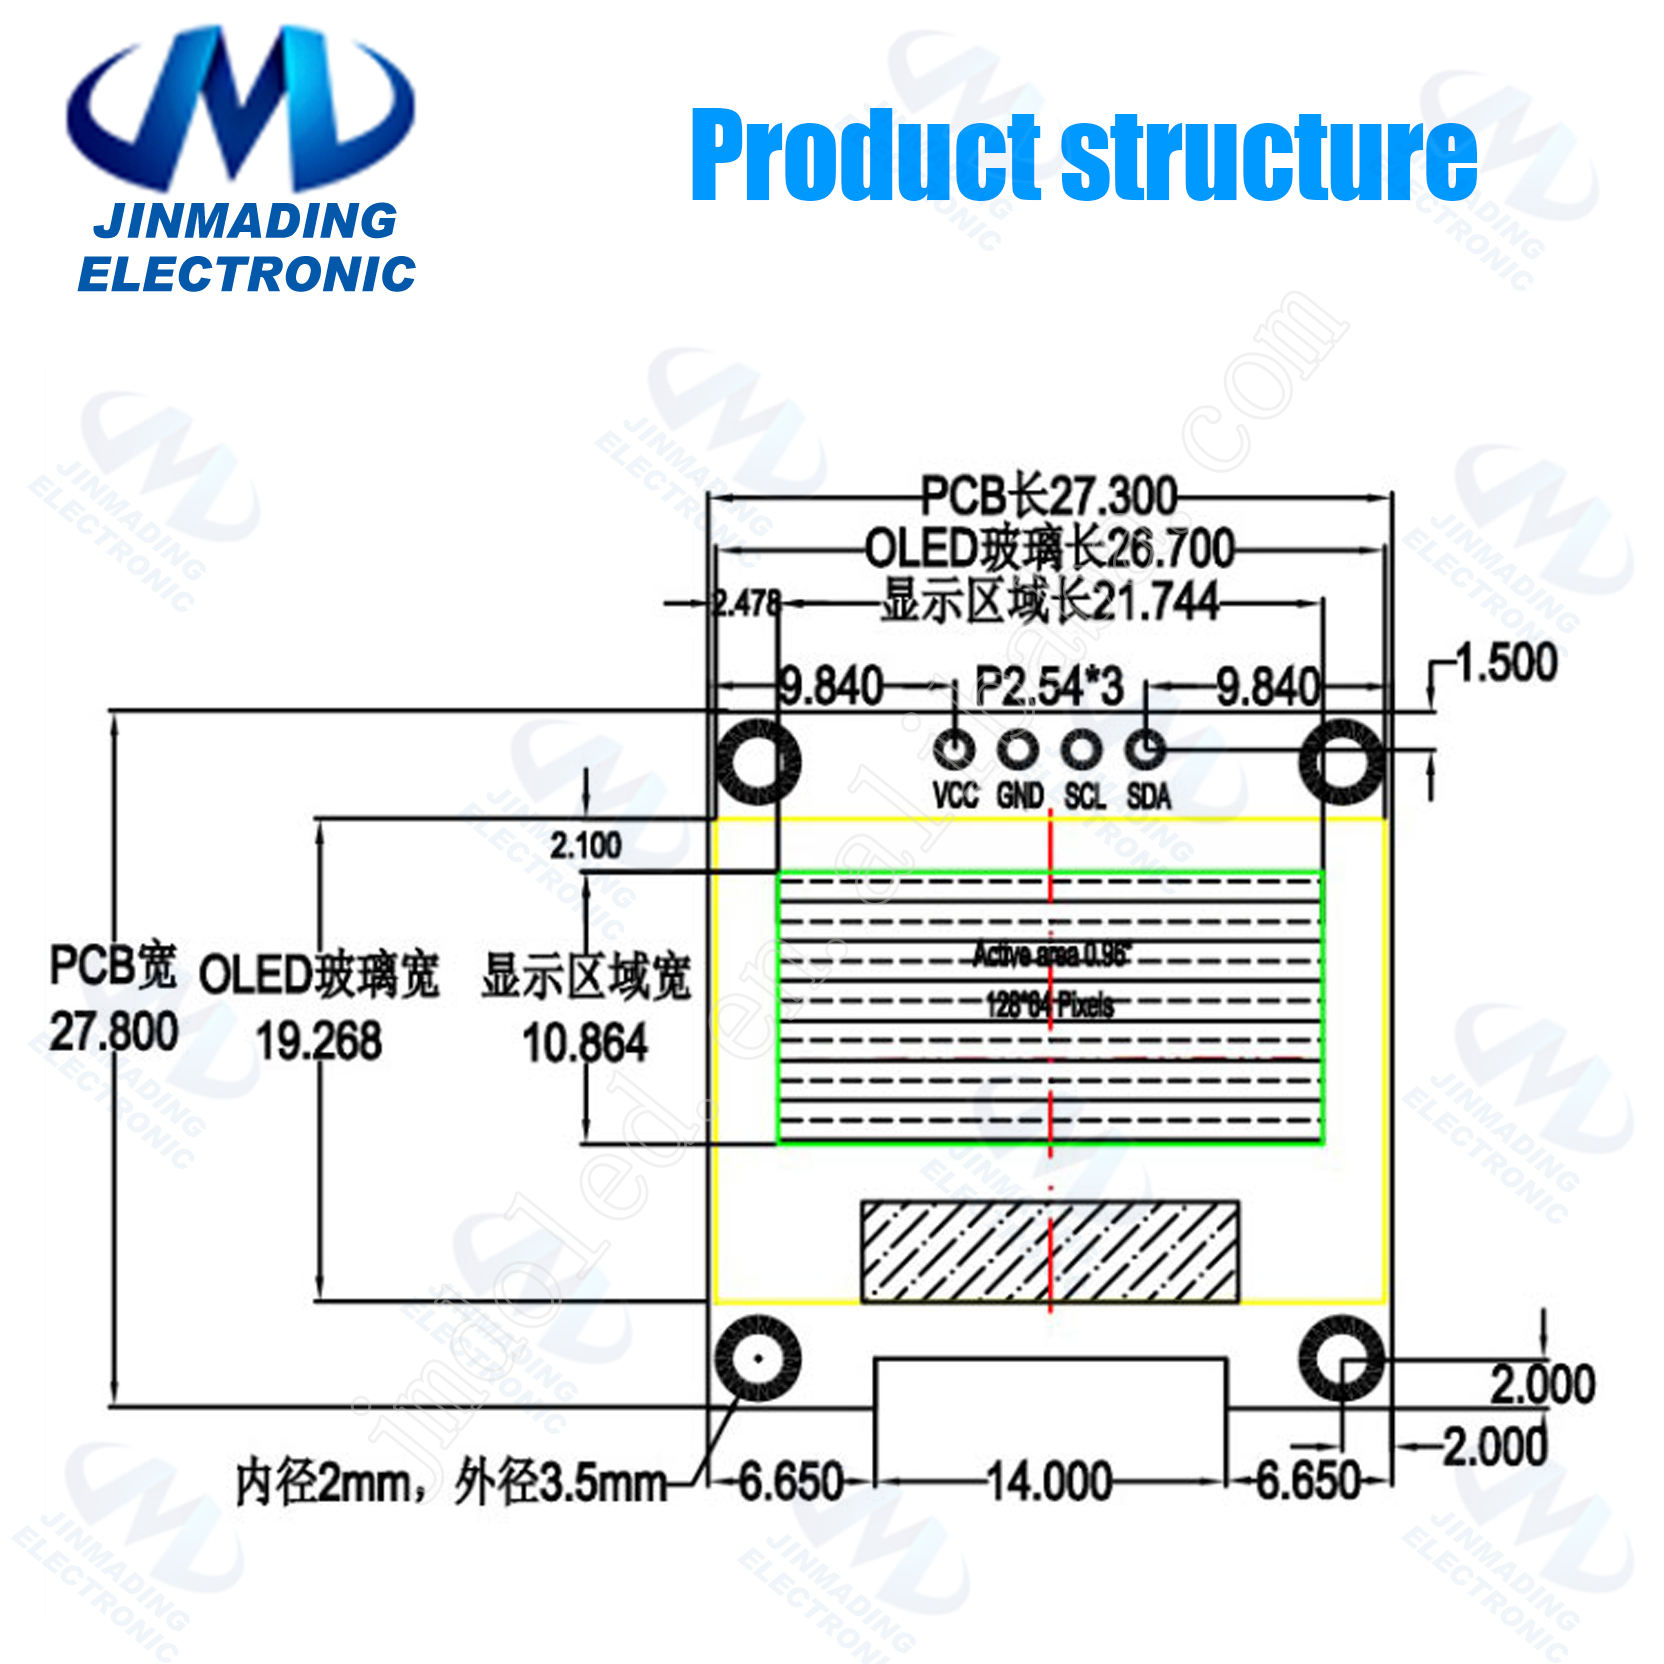 JINMADING
ELECTRONIC
Product structure
PCB长27.300
OLED玻璃长26.700
2.478
显示区域长21.744
9.840
P2.54*3
9.840
1.500
VCC GND SCL SDA
2.100
Active area 0.96"
128*64 Pixels
PCB宽
27.800
OLED玻璃宽
19.268
显示区域宽
10.864
2.000
2.000
内径2mm，外径3.5mm
6.650
14.000
6.650
JINMADING
ELECTRONIC